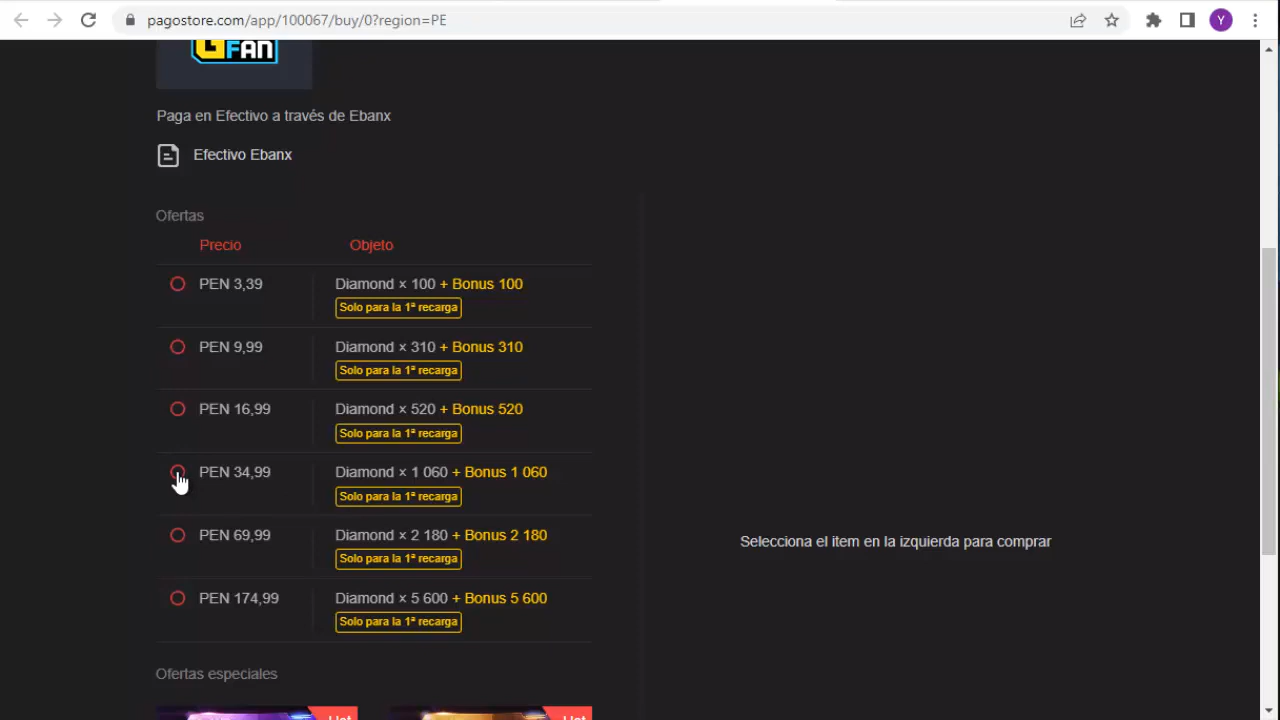 pagostore.com/app/100067/buy/0?region=PE
Y
FAN
Paga en Efectivo a través de Ebanx
Efectivo Ebanx
Ofertas
Precio Objeto
PEN 3,39 Diamond × 100 + Bonus 100
Solo para la 1ª recarga
PEN 9,99 Diamond × 310 + Bonus 310
Solo para la 1ª recarga
PEN 16,99 Diamond × 520 + Bonus 520
Solo para la 1ª recarga
PEN 34,99 Diamond × 1 060 + Bonus 1 060
Solo para la 1ª recarga
PEN 69,99 Diamond × 2 180 + Bonus 2 180
Solo para la 1ª recarga
Selecciona el item en la izquierda para comprar
PEN 174,99 Diamond × 5 600 + Bonus 5 600
Solo para la 1ª recarga
Ofertas especiales
Hot Hot